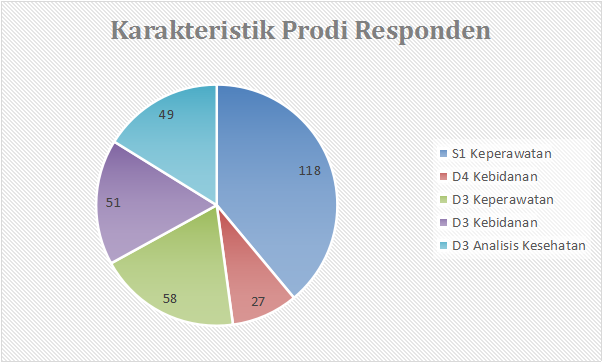 Karakteristik Prodi Responden
49
118
51
58
27
S1 Keperawatan
D4 Kebidanan
D3 Keperawatan
D3 Kebidanan
D3 Analisis Kesehatan